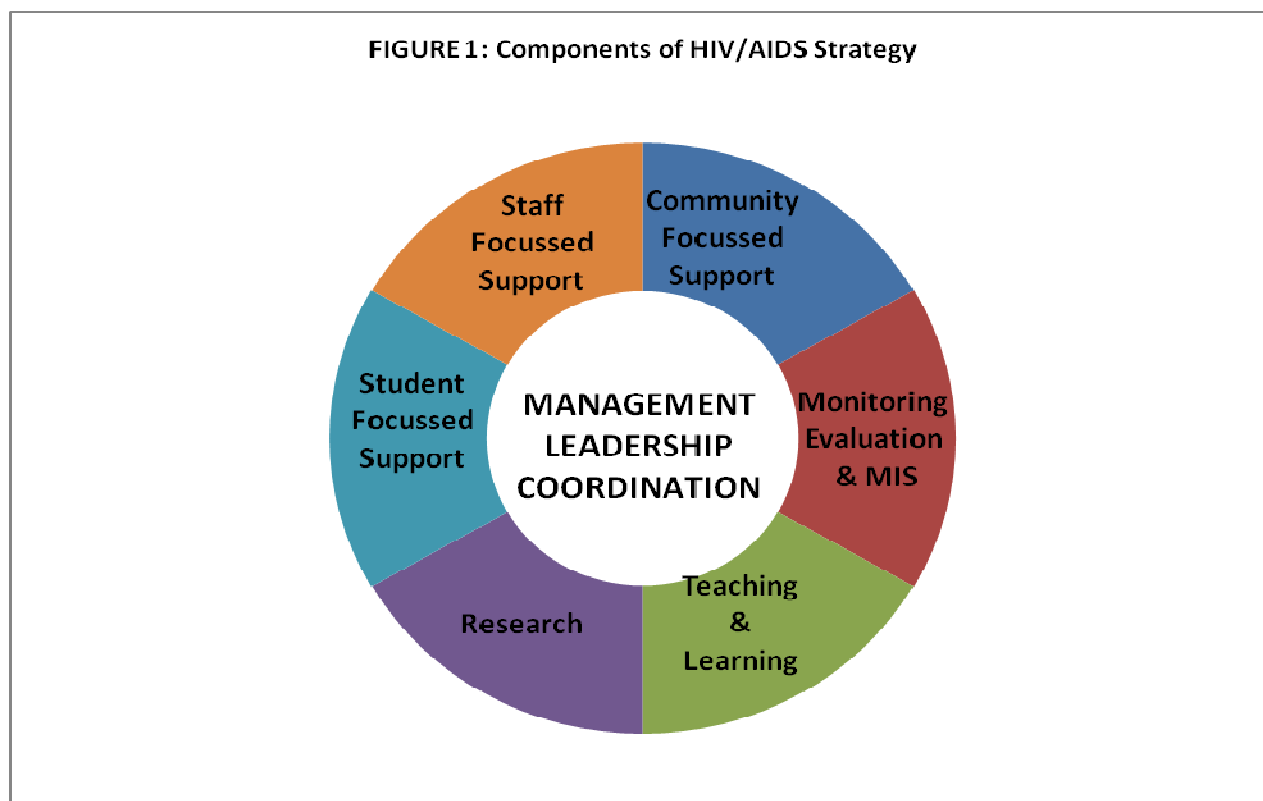 FIGURE 1: Components of HIV/AIDS Strategy
Staff
Focussed
Support
Community
Focussed
Support
Student
Focussed
Support
MANAGEMENT
LEADERSHIP
COORDINATION
Monitoring
Evaluation
& MIS
Research
Teaching
&
Learning